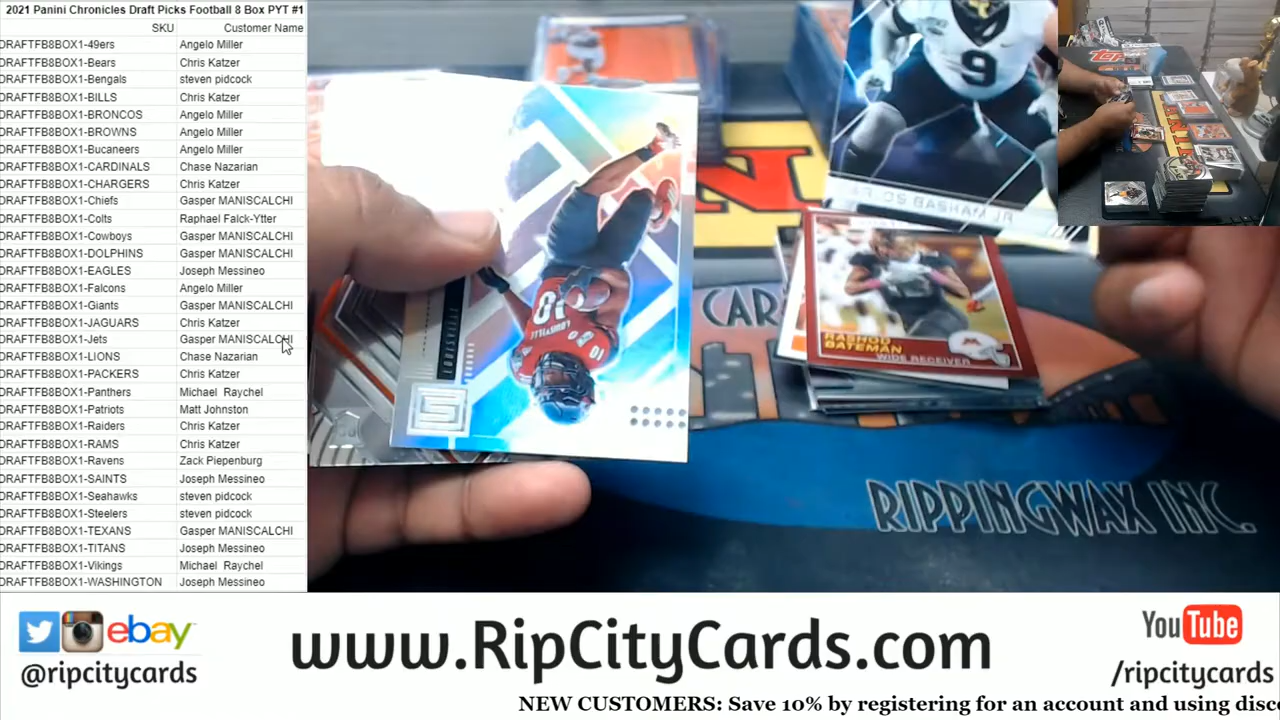 2021 Panini Chronicles Draft Picks Football 8 Box PYT #1
SKU Customer Name
DRAFTFB8BOX1-49ers Angelo Miller
DRAFTFB8BOX1-Bears Chris Katzer
DRAFTFB8BOX1-Bengals steven pidcock
DRAFTFB8BOX1-BILLS Chris Katzer
DRAFTFB8BOX1-BRONCOS Angelo Miller
DRAFTFB8BOX1-BROWNS Angelo Miller
DRAFTFB8BOX1-Bucaneers Angelo Miller
DRAFTFB8BOX1-CARDINALS Chase Nazarian
DRAFTFB8BOX1-CHARGERS Chris Katzer
DRAFTFB8BOX1-Chiefs Gasper MANISCALCHI
DRAFTFB8BOX1-Colts Raphael Falck-Ytter
DRAFTFB8BOX1-Cowboys Gasper MANISCALCHI
DRAFTFB8BOX1-DOLPHINS Gasper MANISCALCHI
DRAFTFB8BOX1-EAGLES Joseph Messineo
DRAFTFB8BOX1-Falcons Angelo Miller
DRAFTFB8BOX1-Giants Gasper MANISCALCHI
DRAFTFB8BOX1-JAGUARS Chris Katzer
DRAFTFB8BOX1-Jets Gasper MANISCALCHI
DRAFTFB8BOX1-LIONS Chase Nazarian
DRAFTFB8BOX1-PACKERS Chris Katzer
DRAFTFB8BOX1-Panthers Michael Raychel
DRAFTFB8BOX1-Patriots Matt Johnston
DRAFTFB8BOX1-Raiders Chris Katzer
DRAFTFB8BOX1-RAMS Chris Katzer
DRAFTFB8BOX1-Ravens Zack Piepenburg
DRAFTFB8BOX1-SAINTS Joseph Messineo
DRAFTFB8BOX1-Seahawks steven pidcock
DRAFTFB8BOX1-Steelers steven pidcock
DRAFTFB8BOX1-TEXANS Gasper MANISCALCHI
DRAFTFB8BOX1-TITANS Joseph Messineo
DRAFTFB8BOX1-Vikings Michael Raychel
DRAFTFB8BOX1-WASHINGTON Joseph Messineo
9
BASHAM JR
LOUISVILLE
10
CAR
RASHOD
BATEMAN
WIDE RECEIVER
RIPPINGWAX INC.
topps
ebay
@ripcitycards
www.RipCityCards.com
YouTube
/ripcitycards
NEW CUSTOMERS: Save 10% by registering for an account and using disc